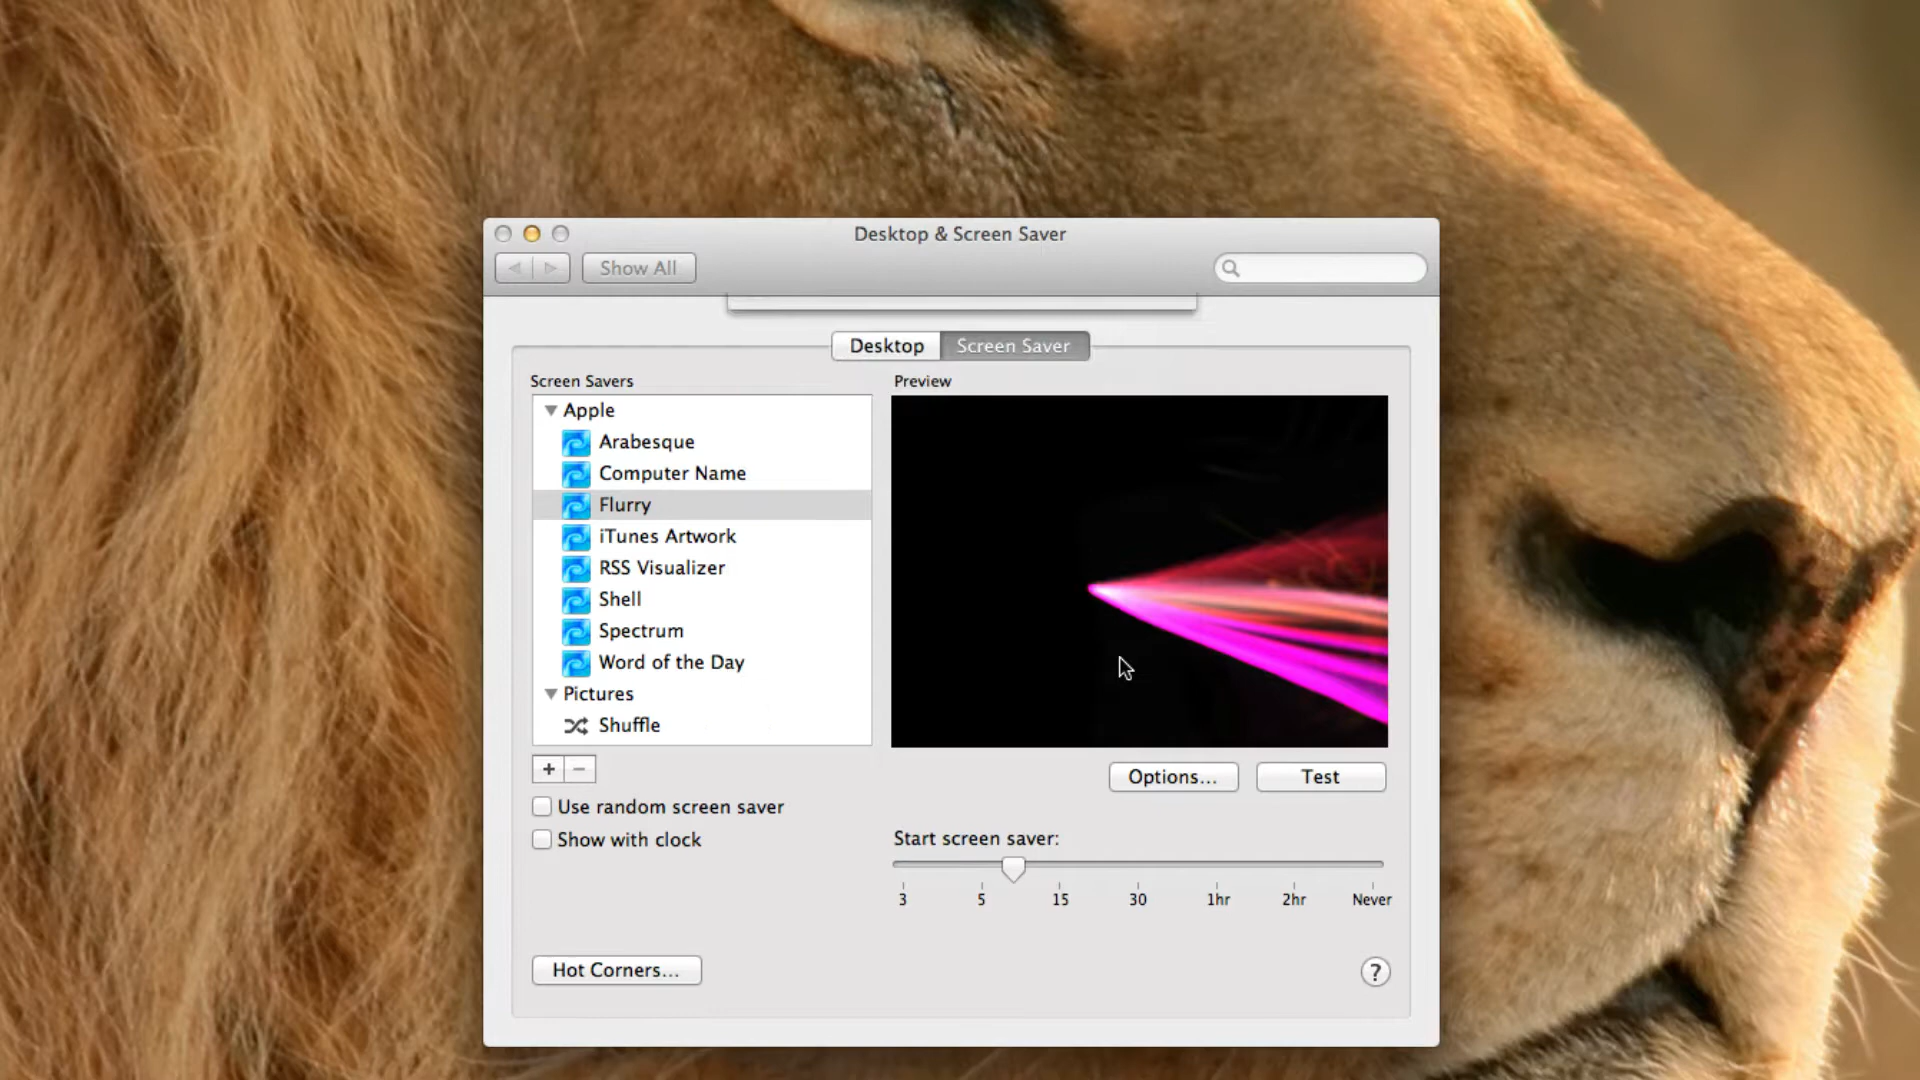 Desktop & Screen Saver
Show All
Desktop
Screen Saver
Screen Savers
Preview
Apple
Arabesque
Computer Name
Flurry
iTunes Artwork
RSS Visualizer
Shell
Spectrum
Word of the Day
Pictures
Shuffle
+ −
Options...
Test
Use random screen saver
Show with clock
Start screen saver:
3 5 15 30 1hr 2hr Never
Hot Corners...
?